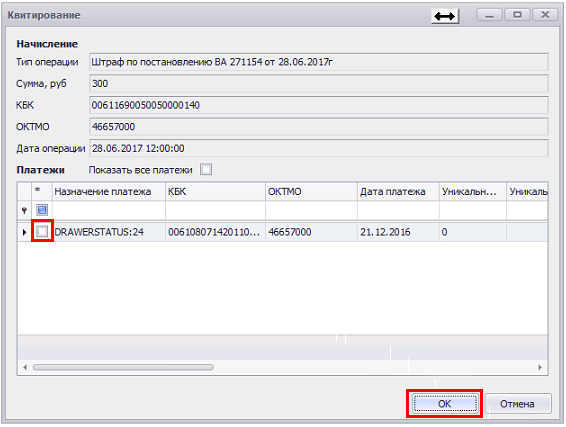 Квитирование
Начисление
Тип операции Штраф по постановлению ВА 271154 от 28.06.2017г
Сумма, руб 300
КБК 00611690050050000140
ОКТМО 46657000
Дата операции 28.06.2017 12:00:00
Платежи Показать все платежи
* Назначение платежа КБК ОКТМО Дата платежа Уникальн... Уникаль
DRAWERSTATUS:24 006108071420110... 46657000 21.12.2016 0
ОК Отмена